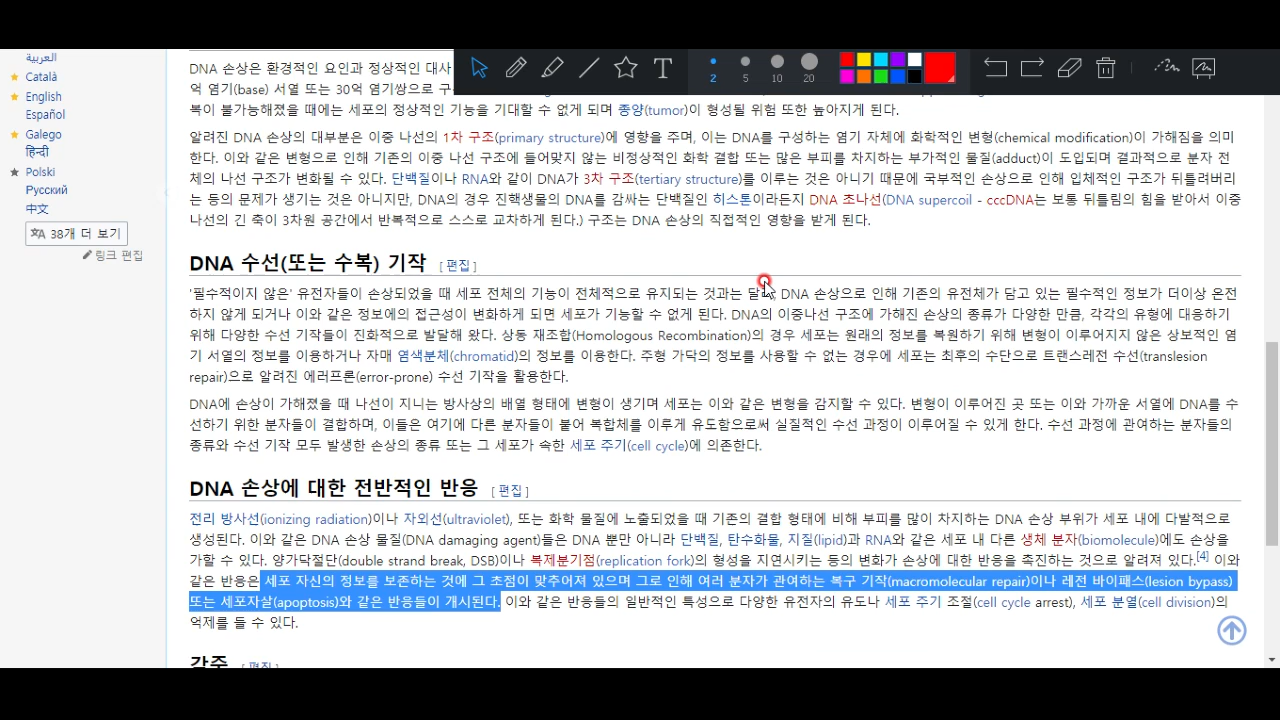 العربية
Català
English
Español
Galego
हिन्दी
Polski
Русский
中文
38개 더 보기
링크 편집
T
2 5 10 20
DNA 손상은 환경적인 요인과 정상적인 대사
억 염기(base) 서열 또는 30억 염기쌍으로 구
복이 불가능해졌을 때에는 세포의 정상적인 기능을 기대할 수 없게 되며 종양(tumor)이 형성될 위험 또한 높아지게 된다.
알려진 DNA 손상의 대부분은 이중 나선의 1차 구조(primary structure)에 영향을 주며, 이는 DNA를 구성하는 염기 자체에 화학적인 변형(chemical modification)이 가해짐을 의미
한다. 이와 같은 변형으로 인해 기존의 이중 나선 구조에 들어맞지 않는 비정상적인 화학 결합 또는 많은 부피를 차지하는 부가적인 물질(adduct)이 도입되며 결과적으로 분자 전
체의 나선 구조가 변화될 수 있다. 단백질이나 RNA와 같이 DNA가 3차 구조(tertiary structure)를 이루는 것은 아니기 때문에 국부적인 손상으로 인해 입체적인 구조가 뒤틀려버리
는 등의 문제가 생기는 것은 아니지만, DNA의 경우 진핵생물의 DNA를 감싸는 단백질인 히스톤이라든지 DNA 초나선(DNA supercoil - cccDNA는 보통 뒤틀림의 힘을 받아서 이중
나선의 긴 축이 3차원 공간에서 반복적으로 스스로 교차하게 된다.) 구조는 DNA 손상의 직접적인 영향을 받게 된다.
DNA 수선(또는 수복) 기작 [편집]
'필수적이지 않은' 유전자들이 손상되었을 때 세포 전체의 기능이 전체적으로 유지되는 것과는 달리, DNA 손상으로 인해 기존의 유전체가 담고 있는 필수적인 정보가 더이상 온전
하지 않게 되거나 이와 같은 정보에의 접근성이 변화하게 되면 세포가 기능할 수 없게 된다. DNA의 이중나선 구조에 가해진 손상의 종류가 다양한 만큼, 각각의 유형에 대응하기
위해 다양한 수선 기작들이 진화적으로 발달해 왔다. 상동 재조합(Homologous Recombination)의 경우 세포는 원래의 정보를 복원하기 위해 변형이 이루어지지 않은 상보적인 염
기 서열의 정보를 이용하거나 자매 염색분체(chromatid)의 정보를 이용한다. 주형 가닥의 정보를 사용할 수 없는 경우에 세포는 최후의 수단으로 트랜스레전 수선(translesion
repair)으로 알려진 에러프론(error-prone) 수선 기작을 활용한다.
DNA에 손상이 가해졌을 때 나선이 지니는 방사상의 배열 형태에 변형이 생기며 세포는 이와 같은 변형을 감지할 수 있다. 변형이 이루어진 곳 또는 이와 가까운 서열에 DNA를 수
선하기 위한 분자들이 결합하며, 이들은 여기에 다른 분자들이 붙어 복합체를 이루게 유도함으로써 실질적인 수선 과정이 이루어질 수 있게 한다. 수선 과정에 관여하는 분자들의
종류와 수선 기작 모두 발생한 손상의 종류 또는 그 세포가 속한 세포 주기(cell cycle)에 의존한다.
DNA 손상에 대한 전반적인 반응 [편집]
전리 방사선(ionizing radiation)이나 자외선(ultraviolet), 또는 화학 물질에 노출되었을 때 기존의 결합 형태에 비해 부피를 많이 차지하는 DNA 손상 부위가 세포 내에 다발적으로
생성된다. 이와 같은 DNA 손상 물질(DNA damaging agent)들은 DNA 뿐만 아니라 단백질, 탄수화물, 지질(lipid)과 RNA와 같은 세포 내 다른 생체 분자(biomolecule)에도 손상을
가할 수 있다. 양가닥절단(double strand break, DSB)이나 복제분기점(replication fork)의 형성을 지연시키는 등의 변화가 손상에 대한 반응을 촉진하는 것으로 알려져 있다.[4] 이와
같은 반응은 세포 자신의 정보를 보존하는 것에 그 초점이 맞추어져 있으며 그로 인해 여러 분자가 관여하는 복구 기작(macromolecular repair)이나 레전 바이패스(lesion bypass)
또는 세포자살(apoptosis)와 같은 반응들이 개시된다. 이와 같은 반응들의 일반적인 특성으로 다양한 유전자의 유도나 세포 주기 조절(cell cycle arrest), 세포 분열(cell division)의
억제를 들 수 있다.
각주 [편집]